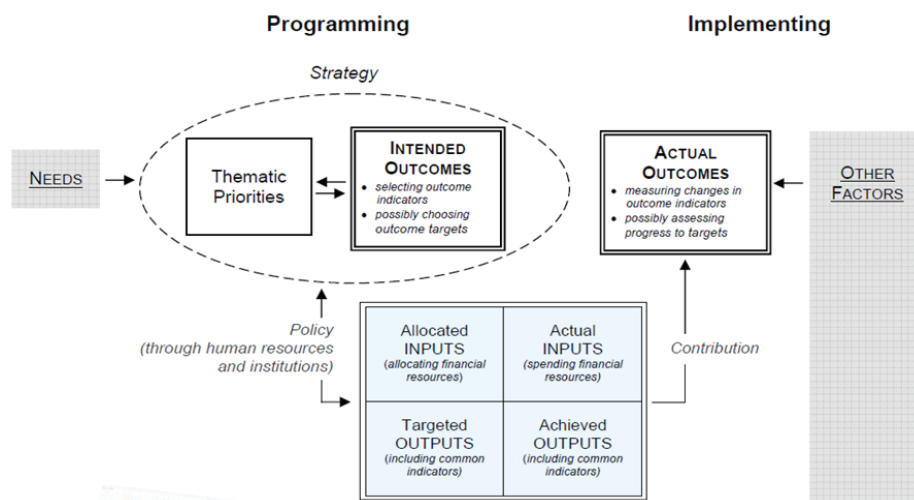 Programming
Implementing
Strategy
NEEDS
Thematic
Priorities
INTENDED
OUTCOMES
• selecting outcome
indicators
• possibly choosing
outcome targets
ACTUAL
OUTCOMES
• measuring changes in
outcome indicators
• possibly assessing
progress to targets
OTHER
FACTORS
Policy
(through human resources
and institutions)
Allocated
INPUTS
(allocating financial
resources)
Actual
INPUTS
(spending financial
resources)
Contribution
Targeted
OUTPUTS
(including common
indicators)
Achieved
OUTPUTS
(including common
indicators)